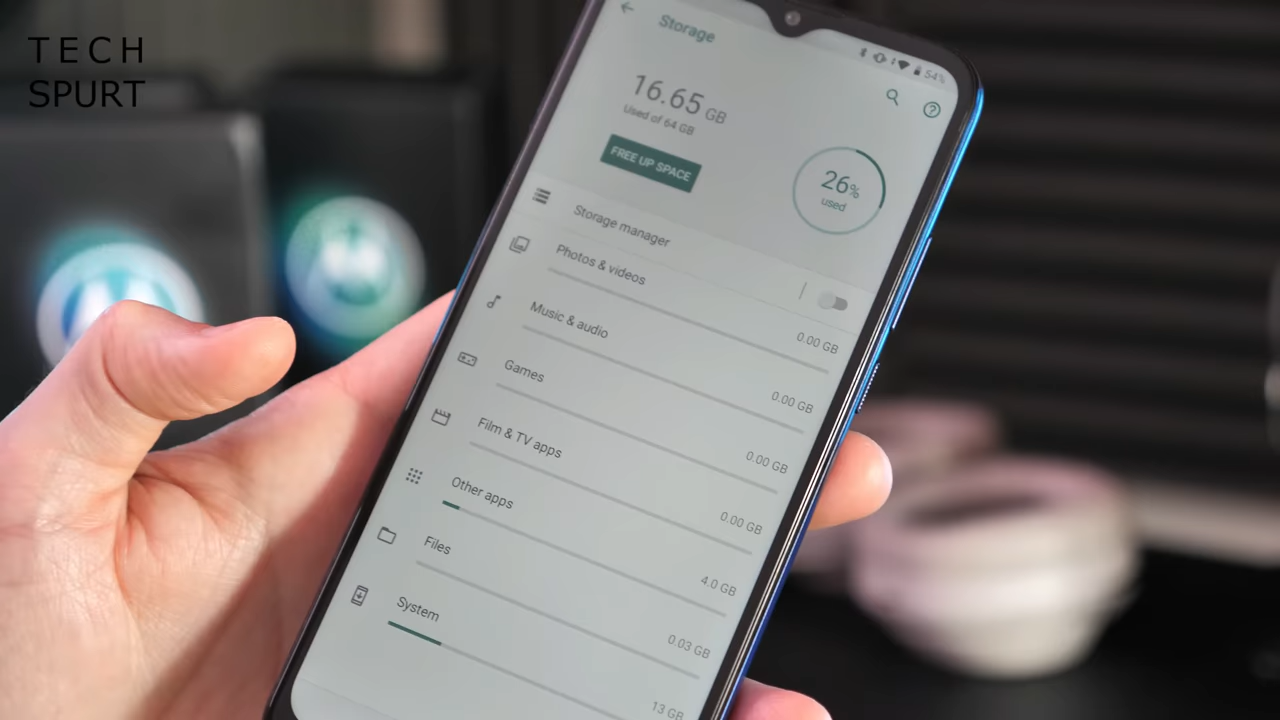 TECH
SPURT
Storage
54%
16.65 GB
Used of 64 GB
FREE UP SPACE
26%
used
Storage manager
Photos & videos
0.00 GB
Music & audio
0.00 GB
Games
0.00 GB
Film & TV apps
0.00 GB
Other apps
4.0 GB
Files
0.03 GB
System
13 GB